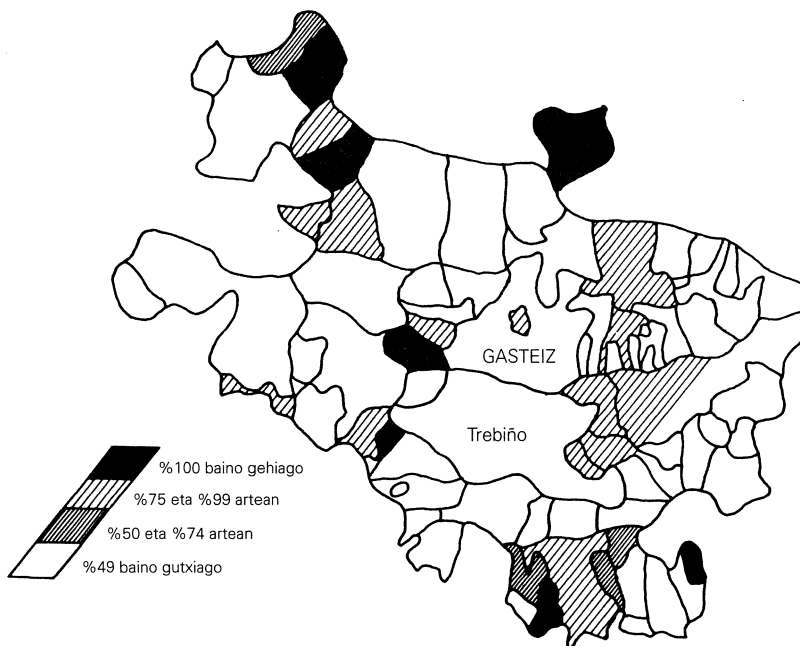 GASTEIZ
Trebiño
%100 baino gehiago
%75 eta %99 artean
%50 eta %74 artean
%49 baino gutxiago